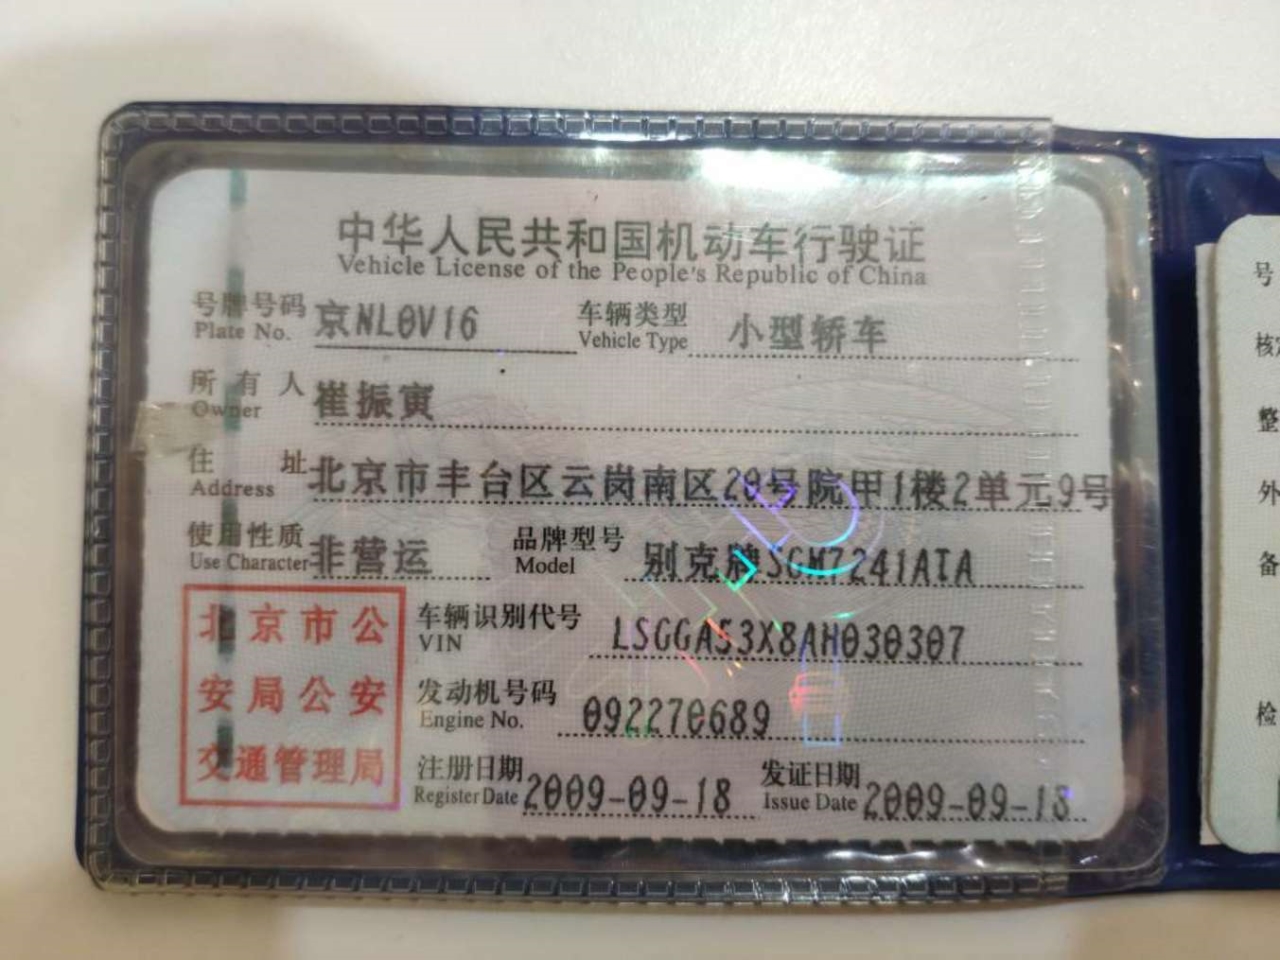 中华人民共和国机动车行驶证
Vehicle License of the People's Republic of China
号牌号码 京NL0V16 车辆类型 小型轿车
Plate No. Vehicle Type
所有人 崔振寅
Owner
住址 北京市丰台区云岗南区20号院甲1楼2单元9号
Address
使用性质 非营运 品牌型号 别克牌SGM7241ATA
Use Character Model
北京市公
安局公安
交通管理局
车辆识别代号 LSGGA53X8AH030307
VIN
发动机号码 092270689
Engine No.
注册日期 2009-09-18 发证日期 2009-09-18
Register Date Issue Date
号
核
整
外
备
检